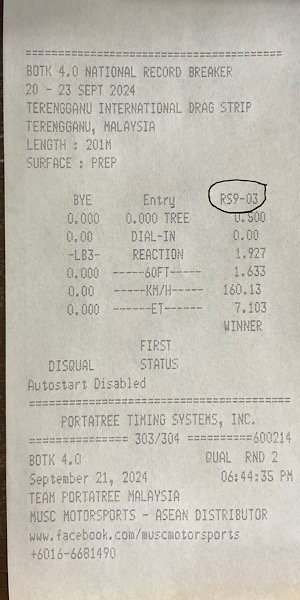 ========================================
BOTK 4.0 NATIONAL RECORD BREAKER
20 - 23 SEPT 2024
TERENGGANU INTERNATIONAL DRAG STRIP
TERENGGANU, MALAYSIA
LENGTH : 201M
SURFACE : PREP
BYE Entry RS9-03
0.000 0.000 TREE 0.500
0.00 DIAL-IN 0.00
-LB3- REACTION 1.927
0.000 -----60FT----- 1.633
0.00 -----KM/H----- 160.13
0.000 ------ET------ 7.103
WINNER
FIRST
DISQUAL STATUS
Autostart Disabled
========================================
PORTATREE TIMING SYSTEMS, INC.
=============== 303/304 ==========600214
BOTK 4.0 QUAL RND 2
September 21, 2024 06:44:35 PM
TEAM PORTATREE MALAYSIA
MUSC MOTORSPORTS - ASEAN DISTRIBUTOR
www.facebook.com/muscmotorsports
+6016-6681490